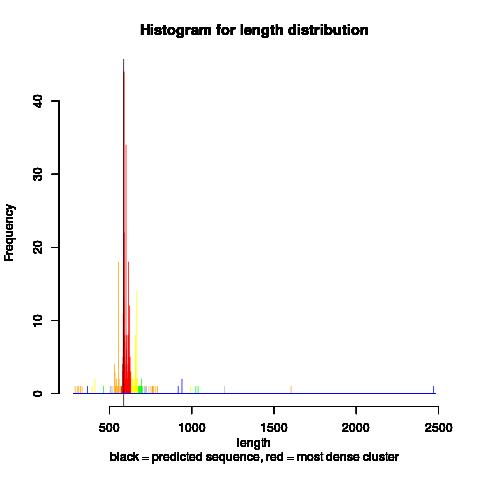 Histogram for length distribution
Frequency
40
30
20
10
0
500 1000 1500 2000 2500
length
black = predicted sequence, red = most dense cluster